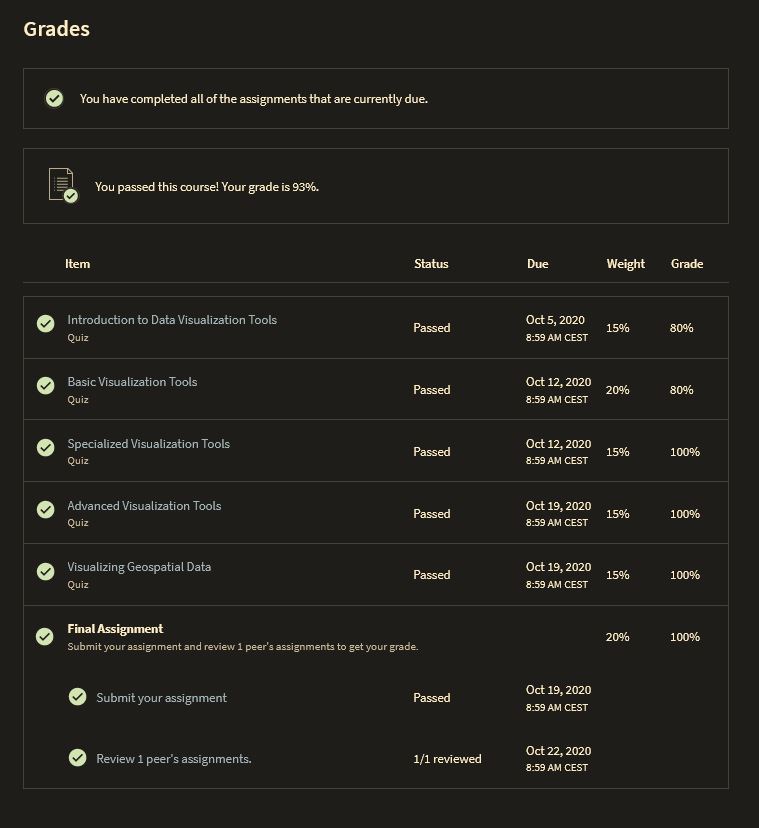 Grades
You have completed all of the assignments that are currently due.
You passed this course! Your grade is 93%.
Item Status Due Weight Grade
Introduction to Data Visualization Tools
Quiz
Passed
Oct 5, 2020
8:59 AM CEST
15%
80%
Basic Visualization Tools
Quiz
Passed
Oct 12, 2020
8:59 AM CEST
20%
80%
Specialized Visualization Tools
Quiz
Passed
Oct 12, 2020
8:59 AM CEST
15%
100%
Advanced Visualization Tools
Quiz
Passed
Oct 19, 2020
8:59 AM CEST
15%
100%
Visualizing Geospatial Data
Quiz
Passed
Oct 19, 2020
8:59 AM CEST
15%
100%
Final Assignment
Submit your assignment and review 1 peer's assignments to get your grade.
20%
100%
Submit your assignment
Passed
Oct 19, 2020
8:59 AM CEST
Review 1 peer's assignments.
1/1 reviewed
Oct 22, 2020
8:59 AM CEST